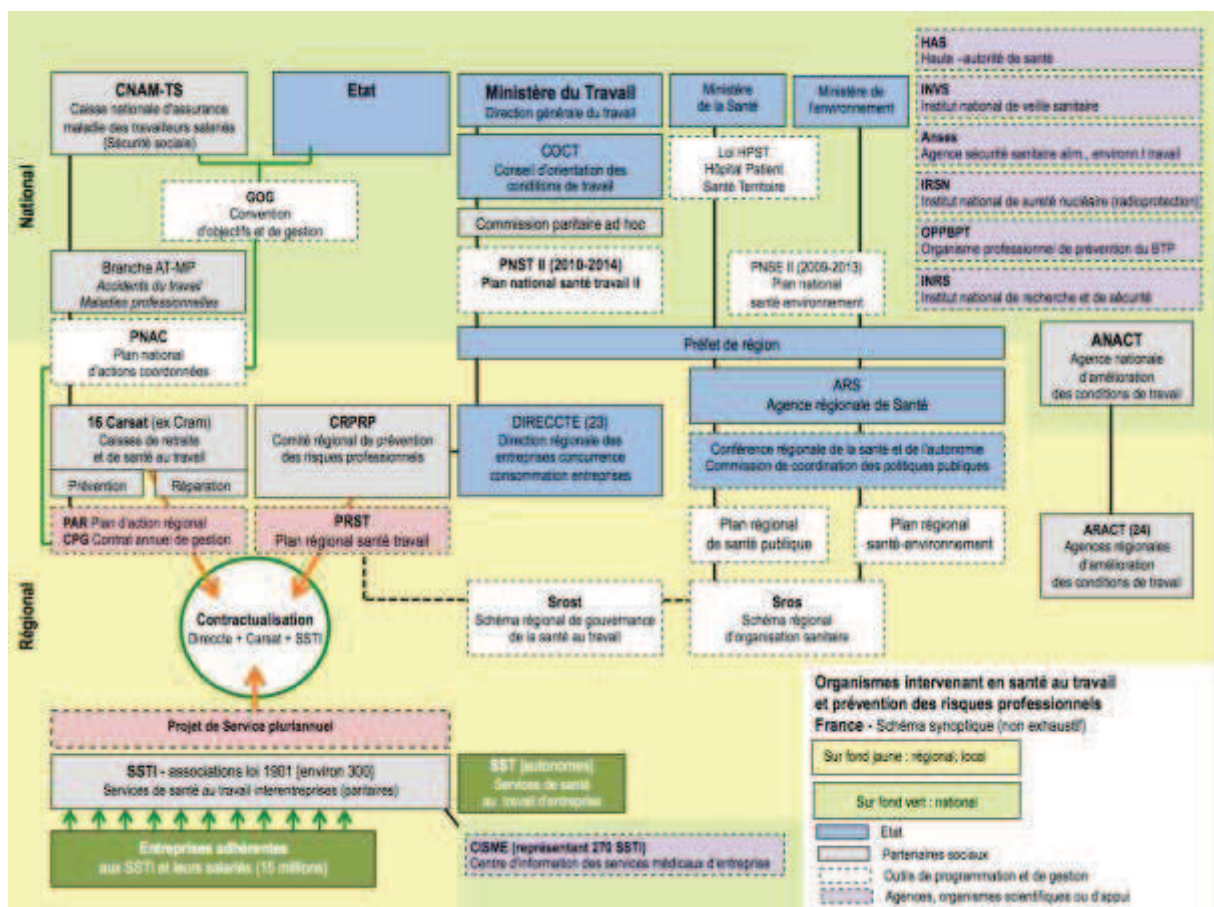 National
Régional
CNAM-TS
Caisse nationale d'assurance
maladie des travailleurs salariés
(Sécurité sociale)
Etat
Ministère du Travail
Direction générale du travail
Ministère
de la Santé
Ministère de
l'environnement
HAS
Haute –autorité de santé
INVS
Institut national de veille sanitaire
Anses
Agence sécurité sanitaire alim., environn.t travail
IRSN
Institut national de sureté nucléaire (radioprotection)
OPPBPT
Organisme professionnel de prévention du BTP
INRS
Institut national de recherche et de sécurité
COCT
Conseil d'orientation des
conditions de travail
Loi HPST
Hôpital Patient
Santé Territoire
GOG
Convention
d'objectifs et de gestion
Commission paritaire ad hoc
Branche AT-MP
Accidents du travail
Maladies professionnelles
PNST II (2010-2014)
Plan national santé travail II
PNSE II (2009-2013)
Plan national
santé environnement
PNAC
Plan national
d'actions coordonnées
Préfet de région
ANACT
Agence nationale
d'amélioration
des conditions de travail
ARS
Agence régionale de Santé
16 Carsat (ex Cram)
Caisses de retraite
et de santé au travail
Prévention
Réparation
CRPRP
Comité régional de prévention
des risques professionnels
DIRECCTE (23)
Direction régionale des
entreprises concurrence
consommation entreprises
Conférence régionale de la santé et de l'autonomie
Commission de coordination des politiques publiques
PAR Plan d'action régional
CPG Contrat annuel de gestion
PRST
Plan régional santé travail
Plan régional
de santé publique
Plan régional
santé-environnement
ARACT (24)
Agences régionales
d'amélioration
des conditions de travail
Contractualisation
Direccte + Carsat + SSTI
Srost
Schéma régional de gouvernance
de la santé au travail
Sros
Schéma régional
d'organisation sanitaire
Projet de Service pluriannuel
SSTI - associations loi 1901 [environ 300]
Services de santé au travail interentreprises (paritaires)
SST (autonomes)
Services de santé
au travail d'entreprise
Entreprises adhérentes
aux SSTI et leurs salariés (15 millions)
CISME (représentant 270 SSTI)
Centre d'information des services médicaux d'entreprise
Organismes intervenant en santé au travail
et prévention des risques professionnels
France - Schéma synoptique (non exhaustif)
Sur fond jaune : régional, local
Sur fond vert : national
Etat
Partenaires sociaux
Outils de programmation et de gestion
Agences, organismes scientifiques ou d'appui